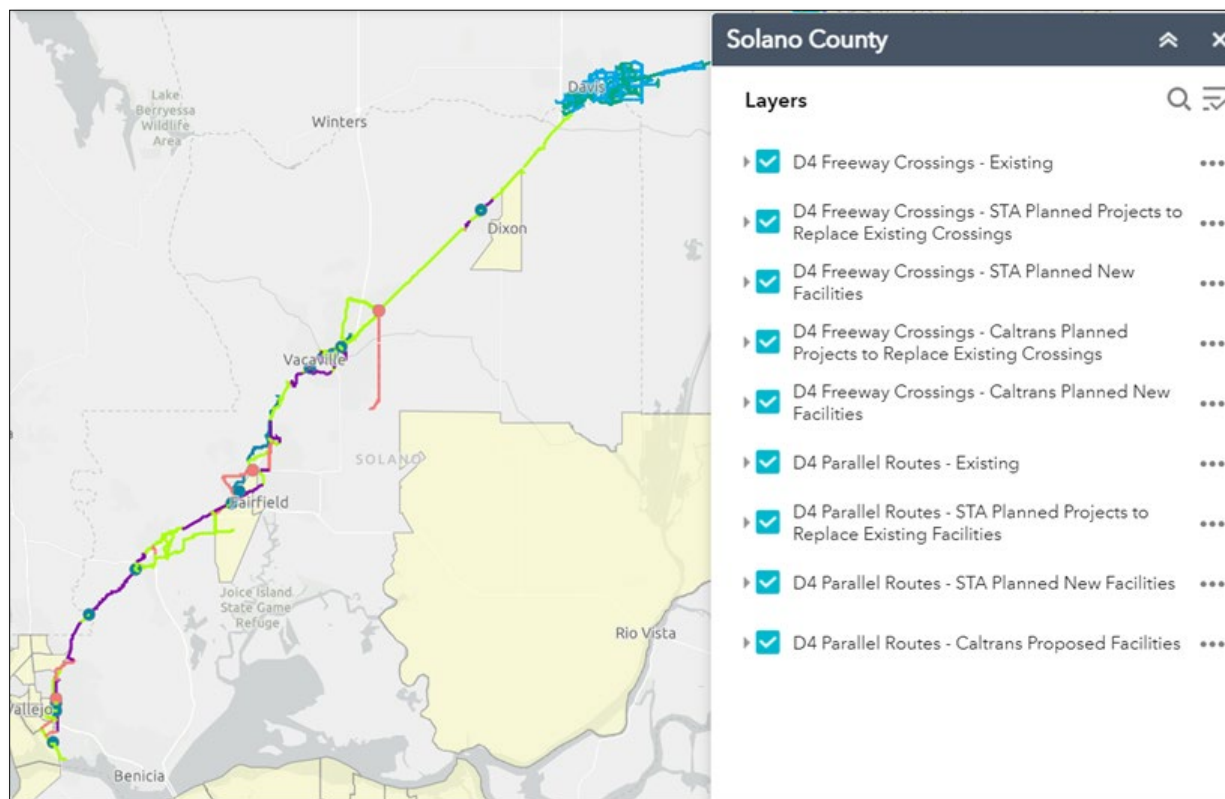 Lake
Berryessa
Wildlife
Area
Winters
Davis
Dixon
Vacaville
SOLANO
Fairfield
Joice Island
State Game
Refuge
Rio Vista
Vallejo
Benicia
Solano County
Layers
D4 Freeway Crossings - Existing
D4 Freeway Crossings - STA Planned Projects to
Replace Existing Crossings
D4 Freeway Crossings - STA Planned New
Facilities
D4 Freeway Crossings - Caltrans Planned
Projects to Replace Existing Crossings
D4 Freeway Crossings - Caltrans Planned New
Facilities
D4 Parallel Routes - Existing
D4 Parallel Routes - STA Planned Projects to
Replace Existing Facilities
D4 Parallel Routes - STA Planned New Facilities
D4 Parallel Routes - Caltrans Proposed Facilities